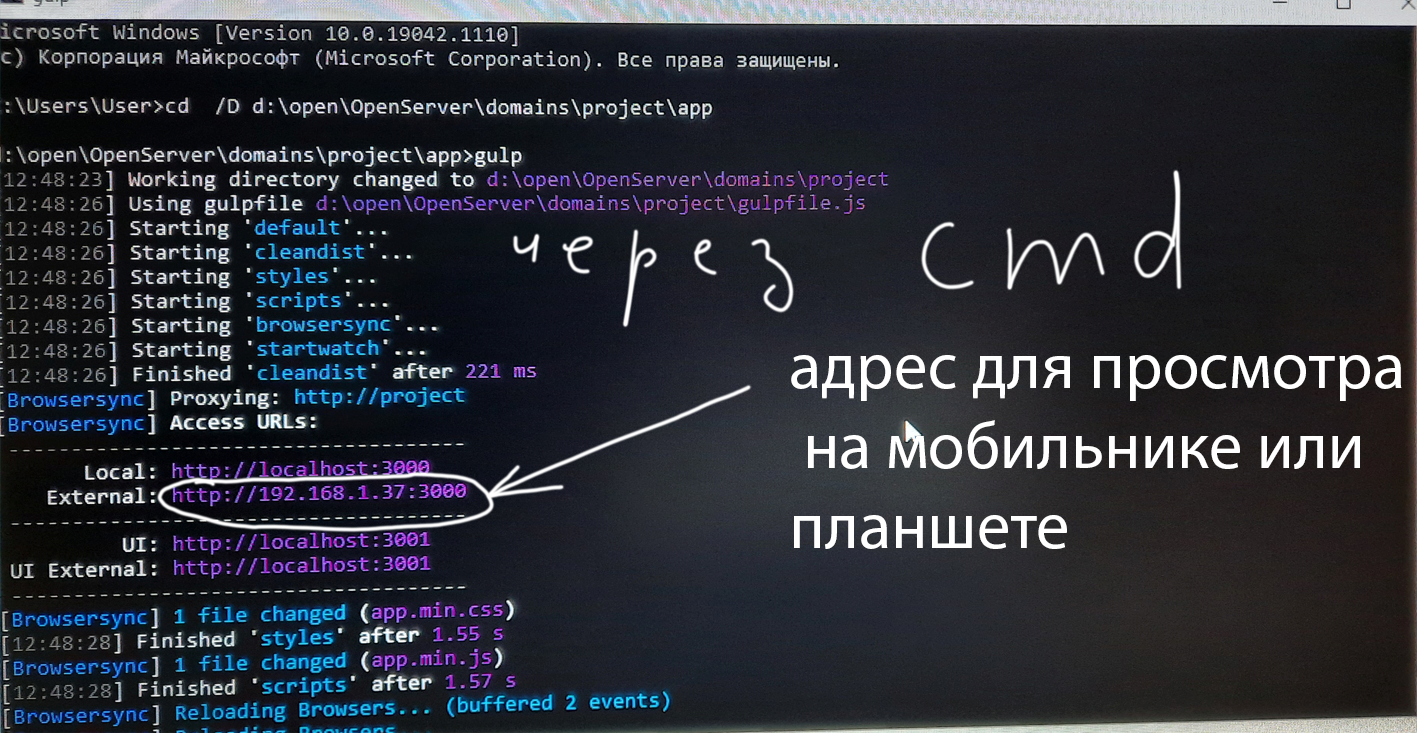 gulp
icrosoft Windows [Version 10.0.19042.1110]
c) Корпорация Майкрософт (Microsoft Corporation). Все права защищены.
:\Users\User>cd  /D d:\open\OpenServer\domains\project\app
:\open\OpenServer\domains\project\app>gulp
[12:48:23] Working directory changed to d:\open\OpenServer\domains\project
[12:48:26] Using gulpfile d:\open\OpenServer\domains\project\gulpfile.js
[12:48:26] Starting 'default'...
[12:48:26] Starting 'cleandist'...
[12:48:26] Starting 'styles'...
[12:48:26] Starting 'scripts'...
[12:48:26] Starting 'browsersync'...
[12:48:26] Starting 'startwatch'...
[12:48:26] Finished 'cleandist' after 221 ms
через cmd
[Browsersync] Proxying: http://project
[Browsersync] Access URLs:
-----------------------------------
Local: http://localhost:3000
External: http://192.168.1.37:3000
-----------------------------------
UI: http://localhost:3001
UI External: http://localhost:3001
-----------------------------------
адрес для просмотра
на мобильнике или
планшете
[Browsersync] 1 file changed (app.min.css)
[12:48:28] Finished 'styles' after 1.55 s
[Browsersync] 1 file changed (app.min.js)
[12:48:28] Finished 'scripts' after 1.57 s
[Browsersync] Reloading Browsers... (buffered 2 events)